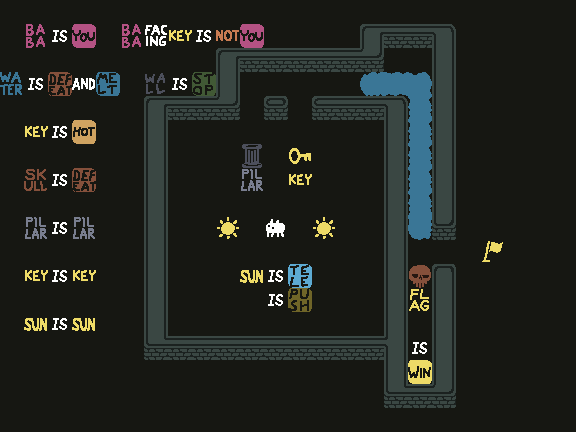 BABA IS YOU BABA FACING KEY IS NOT YOU
WATER IS DEFEAT AND MELT WALL IS STOP
KEY IS HOT
PILLAR KEY
SKULL IS DEFEAT
PILLAR IS PILLAR
KEY IS KEY SUN IS TELE
FLAG
IS PUSH
SUN IS SUN
IS
WIN